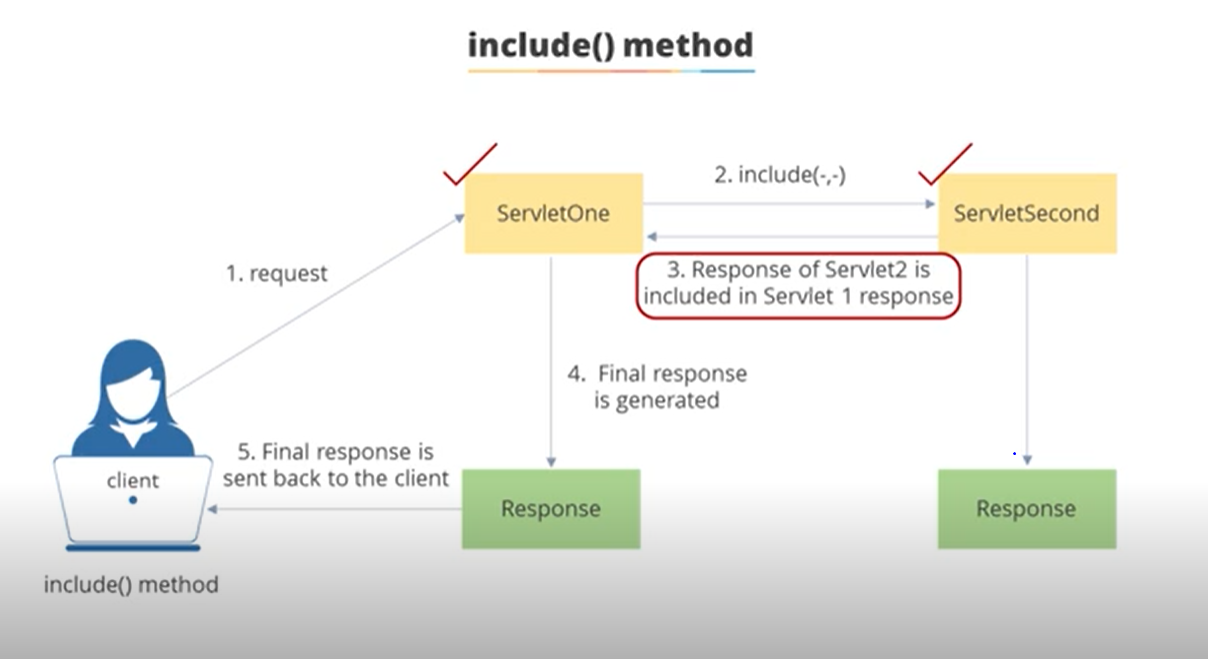 include() method
2. include(-,-)
ServletOne
ServletSecond
1. request
3. Response of Servlet2 is
included in Servlet 1 response
4. Final response
is generated
5. Final response is
sent back to the client
client
Response
Response
include() method